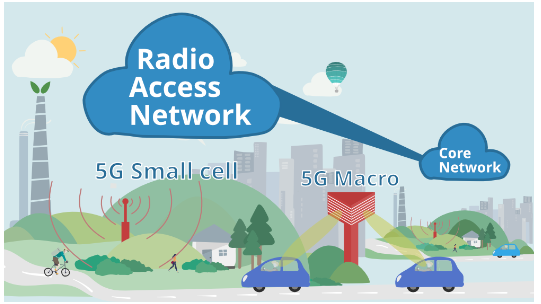 Radio
Access
Network
Core
Network
5G Small cell
5G Macro